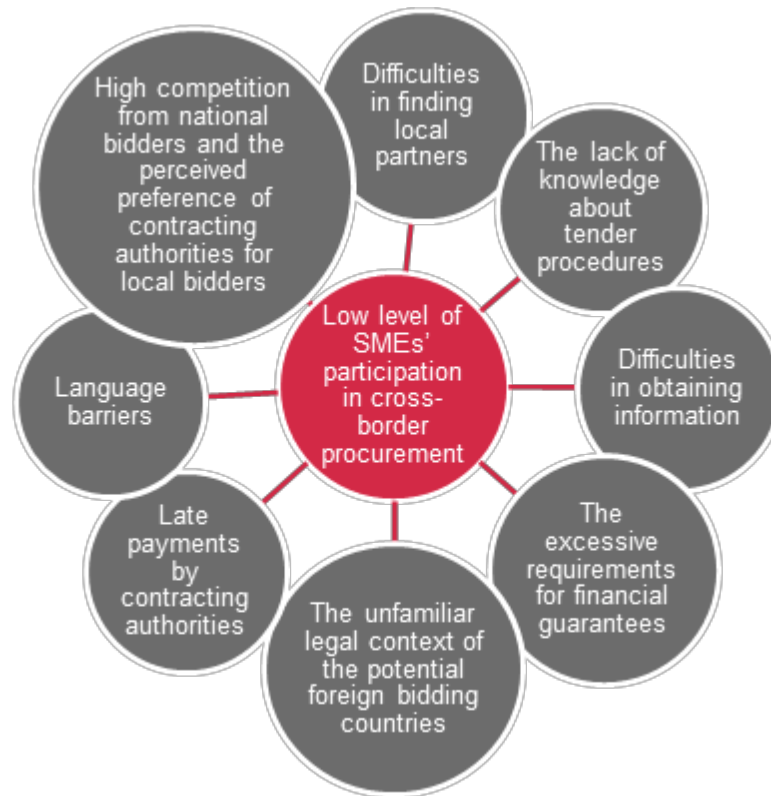 High competition
from national
bidders and the
perceived
preference of
contracting
authorities for
local bidders
Difficulties
in finding
local
partners
The lack of
knowledge
about
tender
procedures
Low level of
SMEs'
participation
in cross-
border
procurement
Difficulties
in obtaining
information
Language
barriers
Late
payments
by
contracting
authorities
The unfamiliar
legal context of
the potential
foreign bidding
countries
The
excessive
requirements
for financial
guarantees